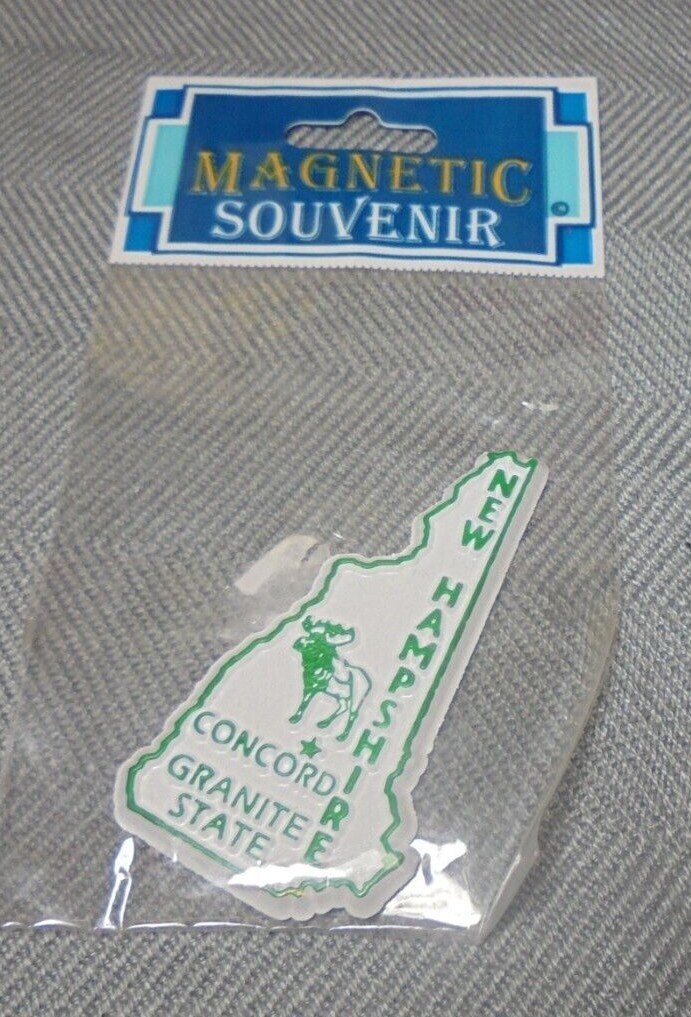 MAGNETIC
SOUVENIR
NEW HAMPSHIRE
CONCORD
GRANITE
STATE